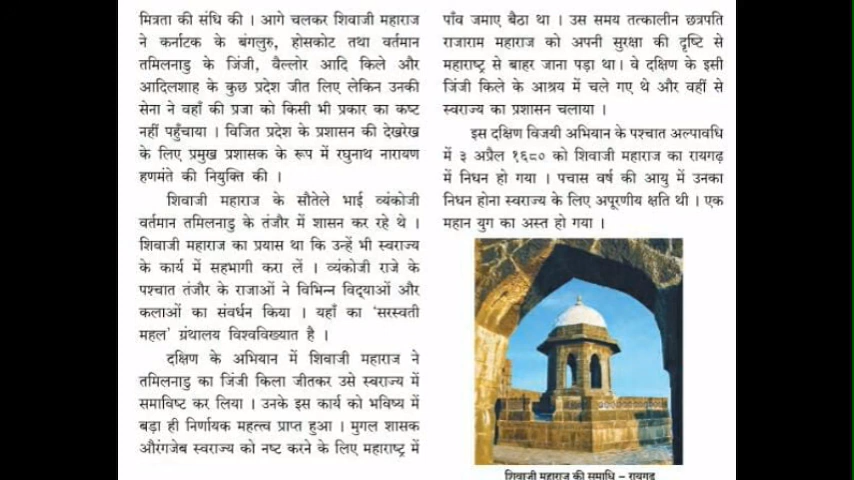 मित्रता की संधि की । आगे चलकर शिवाजी महाराज
ने कर्नाटक के बंगलुरु, होसकोट तथा वर्तमान
तमिलनाडु के जिंजी, वैल्लोर आदि किले और
आदिलशाह के कुछ प्रदेश जीत लिए लेकिन उनकी
सेना ने वहाँ की प्रजा को किसी भी प्रकार का कष्ट
नहीं पहुँचाया । विजित प्रदेश के प्रशासन की देखरेख
के लिए प्रमुख प्रशासक के रूप में रघुनाथ नारायण
हणमंते की नियुक्ति की ।
शिवाजी महाराज के सौतेले भाई व्यंकोजी
वर्तमान तमिलनाडु के तंजौर में शासन कर रहे थे ।
शिवाजी महाराज का प्रयास था कि उन्हें भी स्वराज्य
के कार्य में सहभागी करा लें । व्यंकोजी राजे के
पश्चात तंजौर के राजाओं ने विभिन्न विद्याओं और
कलाओं का संवर्धन किया । यहाँ का ‘सरस्वती
महल’ ग्रंथालय विश्वविख्यात है ।
दक्षिण के अभियान में शिवाजी महाराज ने
तमिलनाडु का जिंजी किला जीतकर उसे स्वराज्य में
समाविष्ट कर लिया । उनके इस कार्य को भविष्य में
बड़ा ही निर्णायक महत्त्व प्राप्त हुआ । मुगल शासक
औरंगजेब स्वराज्य को नष्ट करने के लिए महाराष्ट्र में
पाँव जमाए बैठा था । उस समय तत्कालीन छत्रपति
राजाराम महाराज को अपनी सुरक्षा की दृष्टि से
महाराष्ट्र से बाहर जाना पड़ा था। वे दक्षिण के इसी
जिंजी किले के आश्रय में चले गए थे और वहीं से
स्वराज्य का प्रशासन चलाया ।
इस दक्षिण विजयी अभियान के पश्चात अल्पावधि
में ३ अप्रैल १६८० को शिवाजी महाराज का रायगढ़
में निधन हो गया । पचास वर्ष की आयु में उनका
निधन होना स्वराज्य के लिए अपूरणीय क्षति थी । एक
महान युग का अस्त हो गया ।
शिवाजी महाराज की समाधि – रायगढ़